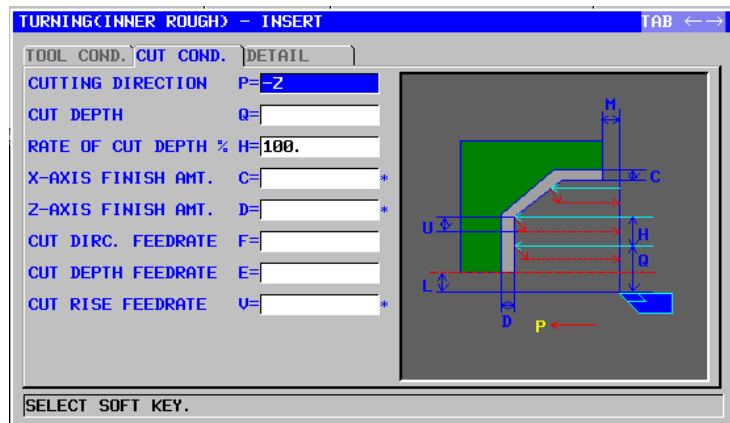 TURNING(INNER ROUGH) - INSERT TAB ←→
TOOL COND. CUT COND. DETAIL
CUTTING DIRECTION P=-Z
CUT DEPTH Q=
RATE OF CUT DEPTH % H=100.
X-AXIS FINISH AMT. C= *
Z-AXIS FINISH AMT. D= *
CUT DIRC. FEEDRATE F=
CUT DEPTH FEEDRATE E=
CUT RISE FEEDRATE V= *
M
C
U
H
Q
L
D
P
SELECT SOFT KEY.